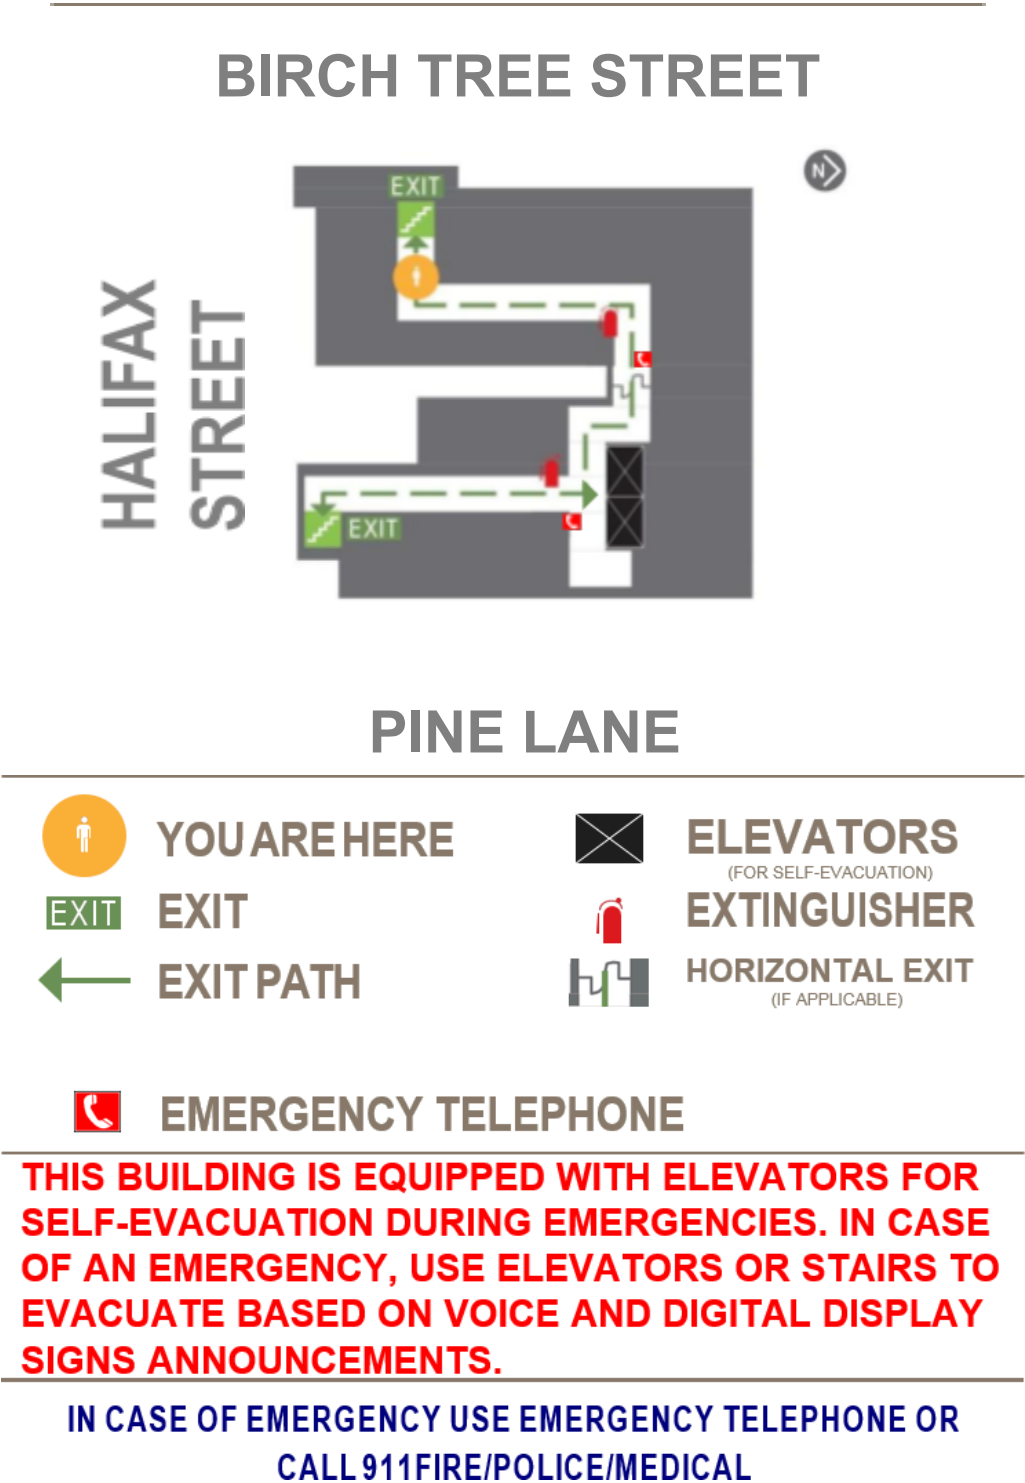 BIRCH TREE STREET
N
EXIT
HALIFAX
STREET
EXIT
PINE LANE
YOU ARE HERE
ELEVATORS
(FOR SELF-EVACUATION)
EXIT EXIT
EXTINGUISHER
EXIT PATH
HORIZONTAL EXIT
(IF APPLICABLE)
EMERGENCY TELEPHONE
THIS BUILDING IS EQUIPPED WITH ELEVATORS FOR
SELF-EVACUATION DURING EMERGENCIES. IN CASE
OF AN EMERGENCY, USE ELEVATORS OR STAIRS TO
EVACUATE BASED ON VOICE AND DIGITAL DISPLAY
SIGNS ANNOUNCEMENTS.
IN CASE OF EMERGENCY USE EMERGENCY TELEPHONE OR
CALL 911FIRE/POLICE/MEDICAL